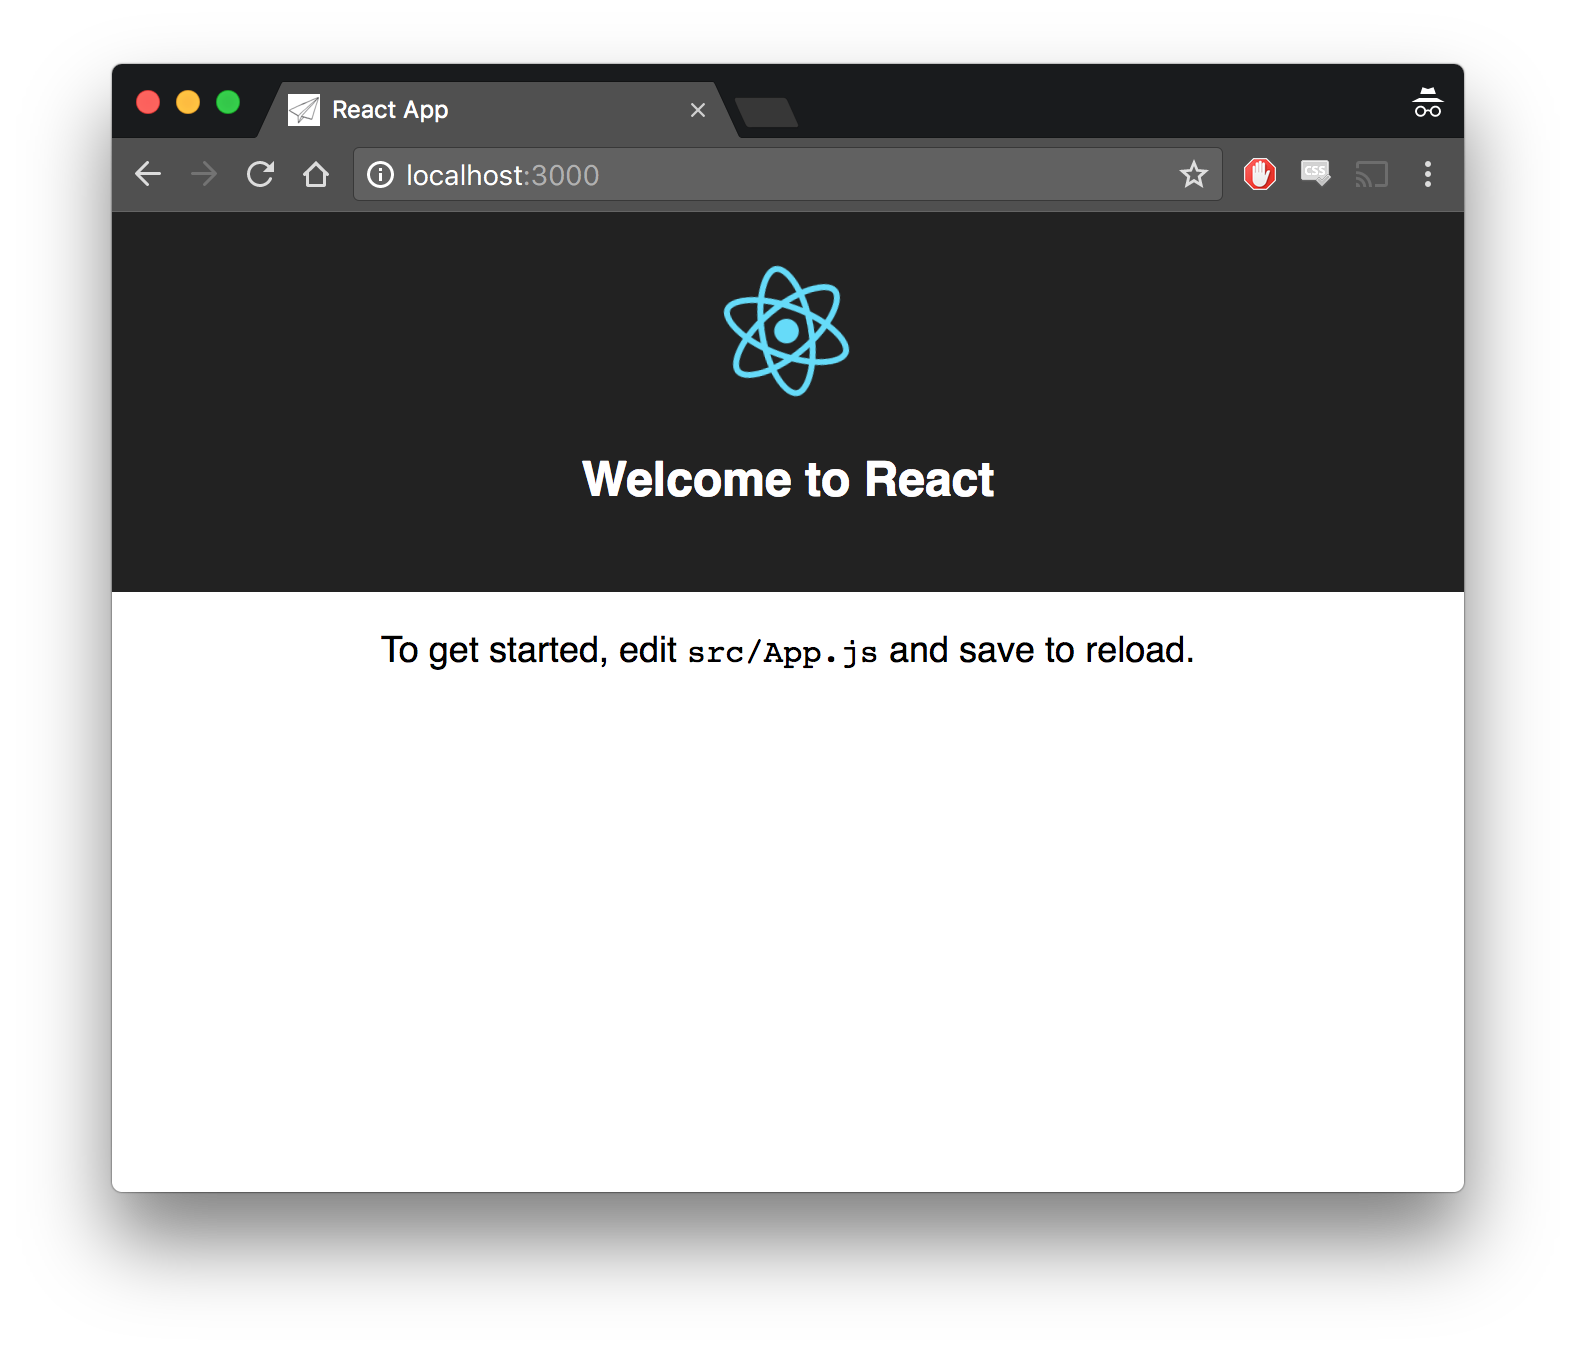 React App
localhost:3000
CSS
Welcome to React
To get started, edit src/App.js and save to reload.